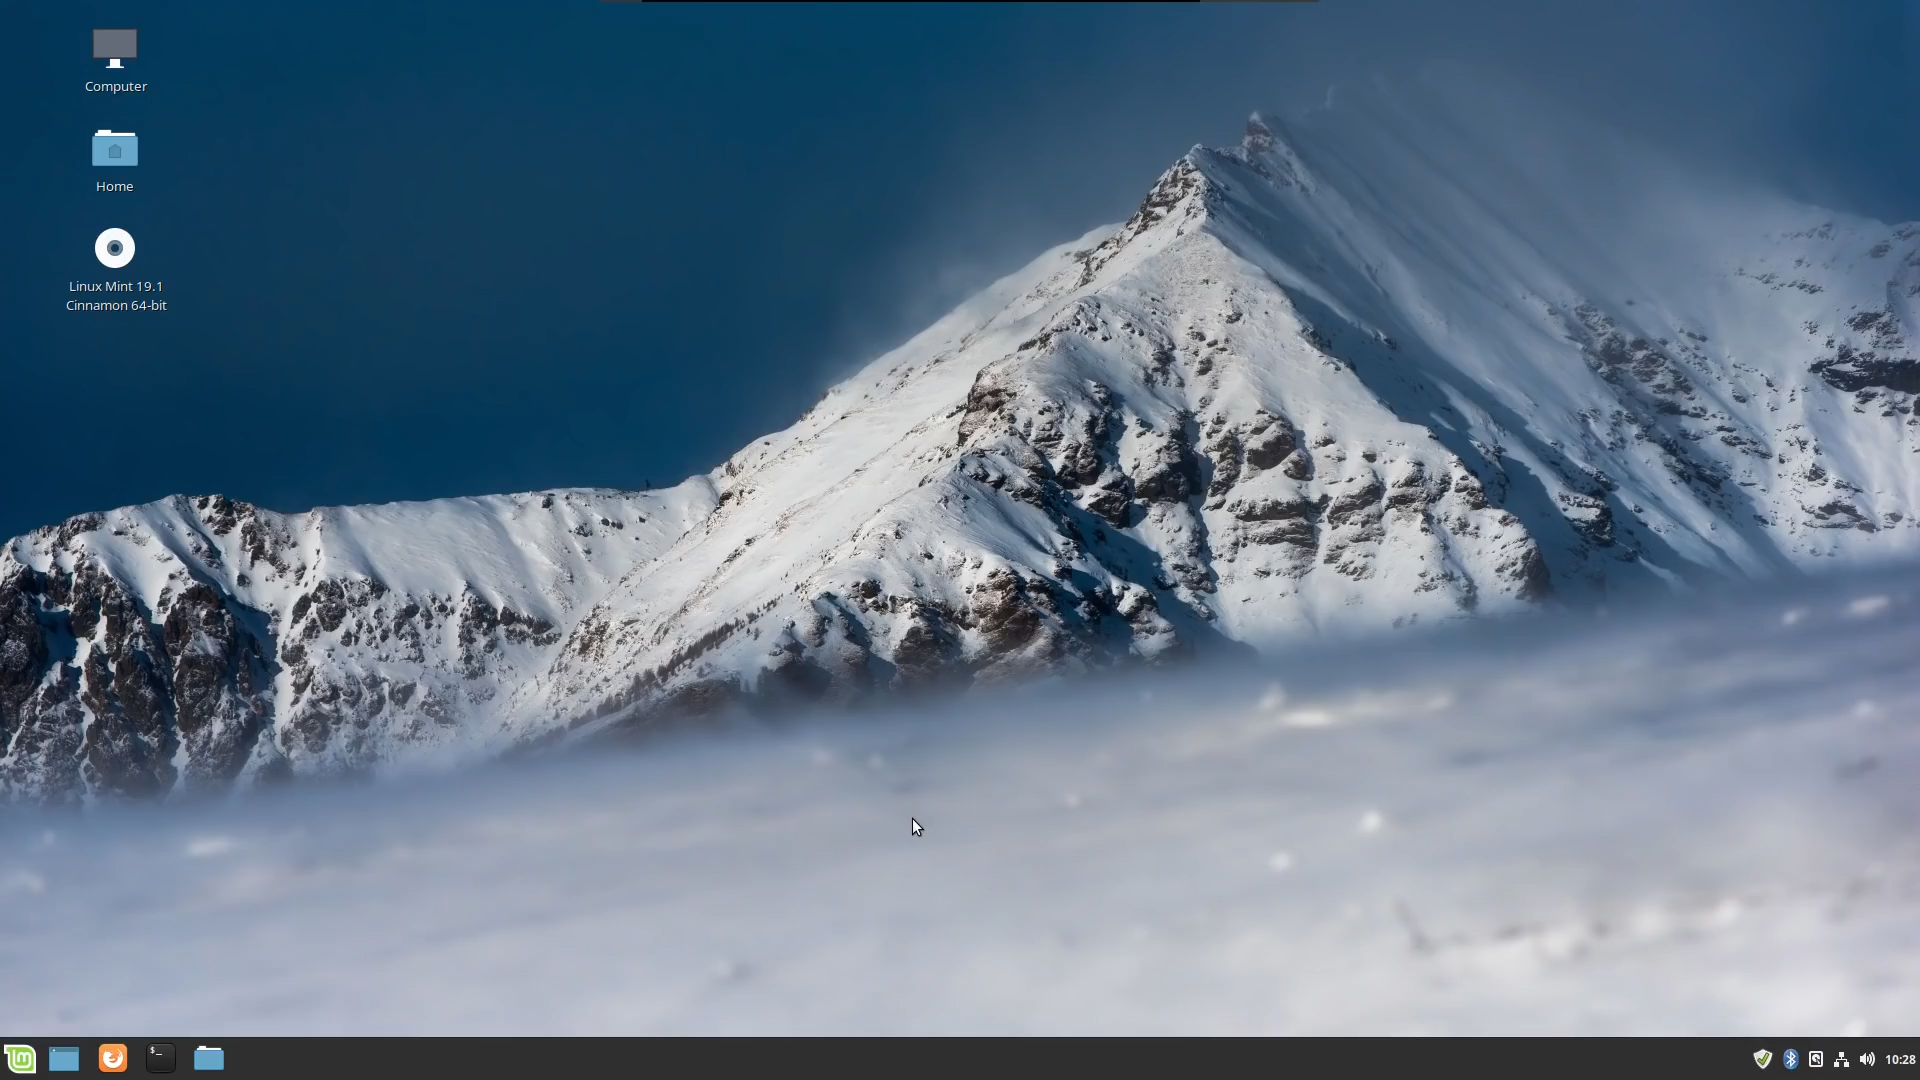 Computer
Home
Linux Mint 19.1
Cinnamon 64-bit
$_
10:28